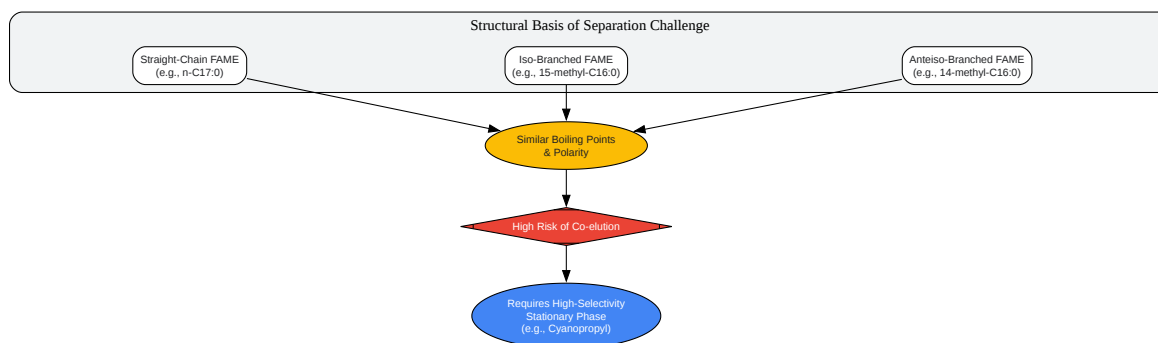 Structural Basis of Separation Challenge
Straight-Chain FAME
(e.g., n-C17:0)
Iso-Branched FAME
(e.g., 15-methyl-C16:0)
Anteiso-Branched FAME
(e.g., 14-methyl-C16:0)
Similar Boiling Points
& Polarity
High Risk of Co-elution
Requires High-Selectivity
Stationary Phase
(e.g., Cyanopropyl)